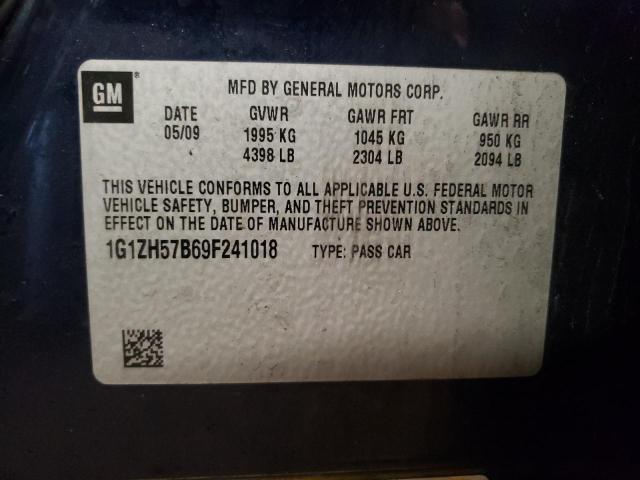 GM ®
MFD BY GENERAL MOTORS CORP.
DATE GVWR GAWR FRT GAWR RR
05/09 1995 KG 1045 KG 950 KG
4398 LB 2304 LB 2094 LB
THIS VEHICLE CONFORMS TO ALL APPLICABLE U.S. FEDERAL MOTOR
VEHICLE SAFETY, BUMPER, AND THEFT PREVENTION STANDARDS IN
EFFECT ON THE DATE OF MANUFACTURE SHOWN ABOVE.
1G1ZH57B69F241018 TYPE: PASS CAR